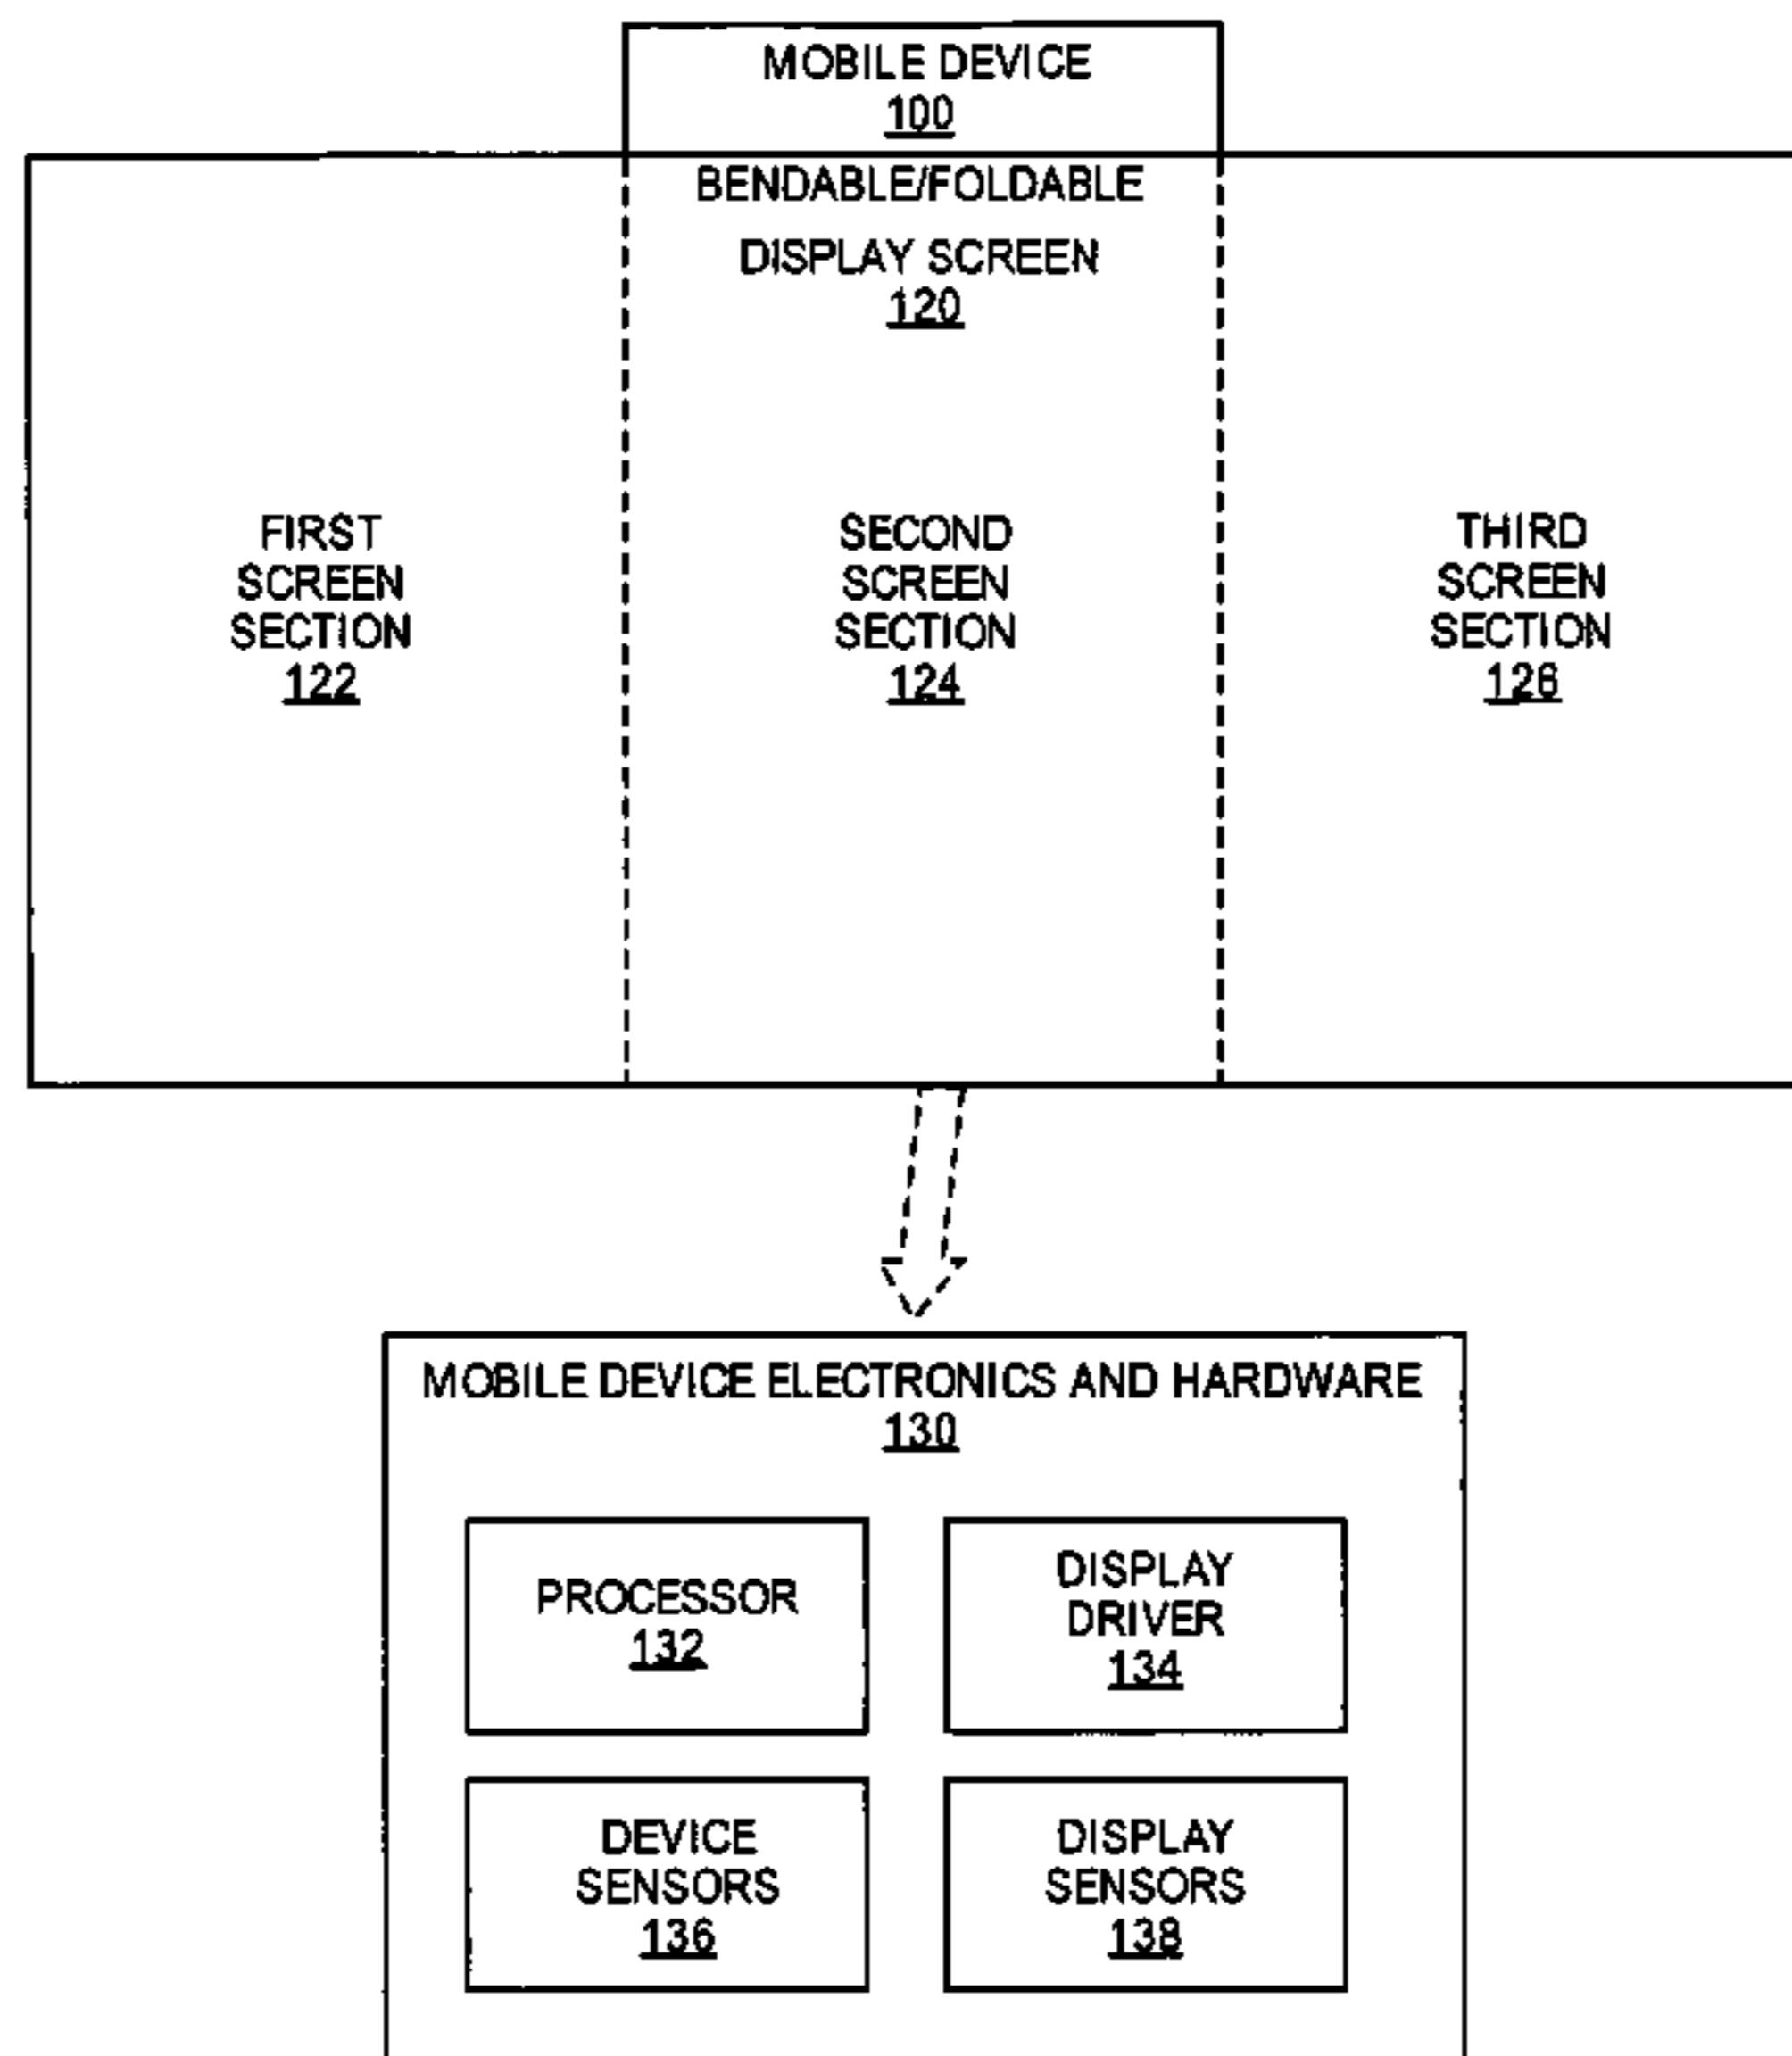 MOBILE DEVICE
100
BENDABLE/FOLDABLE
DISPLAY SCREEN
120
FIRST
SCREEN
SECTION
122
SECOND
SCREEN
SECTION
124
THIRD
SCREEN
SECTION
126
MOBILE DEVICE ELECTRONICS AND HARDWARE
130
PROCESSOR
132
DISPLAY
DRIVER
134
DEVICE
SENSORS
136
DISPLAY
SENSORS
138